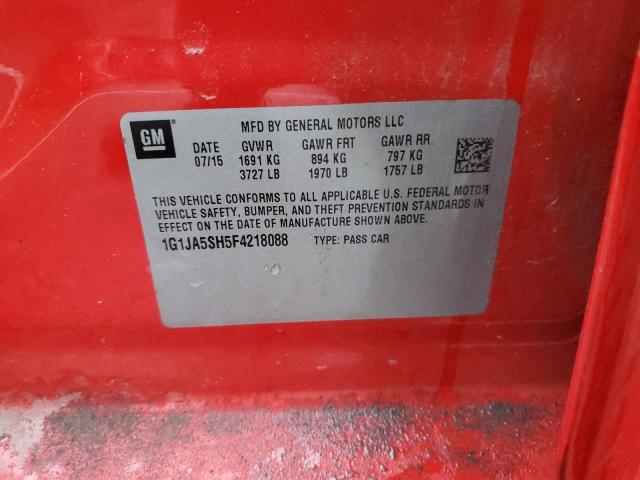 GM
MFD BY GENERAL MOTORS LLC
DATE GVWR GAWR FRT GAWR RR
07/15 1691 KG 894 KG 797 KG
3727 LB 1970 LB 1757 LB
THIS VEHICLE CONFORMS TO ALL APPLICABLE U.S. FEDERAL MOTOR
VEHICLE SAFETY, BUMPER, AND THEFT PREVENTION STANDARDS IN
EFFECT ON THE DATE OF MANUFACTURE SHOWN ABOVE.
1G1JA5SH5F4218088 TYPE: PASS CAR